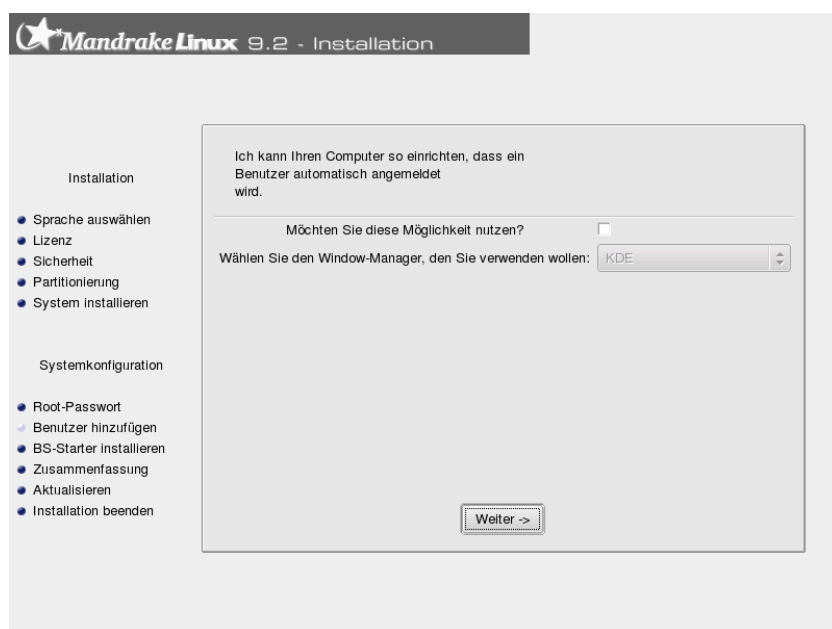 Mandrake Linux 9.2 - Installation
Installation
Sprache auswählen
Lizenz
Sicherheit
Partitionierung
System installieren
Systemkonfiguration
Root-Passwort
Benutzer hinzufügen
BS-Starter installieren
Zusammenfassung
Aktualisieren
Installation beenden
Ich kann Ihren Computer so einrichten, dass ein
Benutzer automatisch angemeldet
wird.
Möchten Sie diese Möglichkeit nutzen?
Wählen Sie den Window-Manager, den Sie verwenden wollen: KDE
Weiter ->